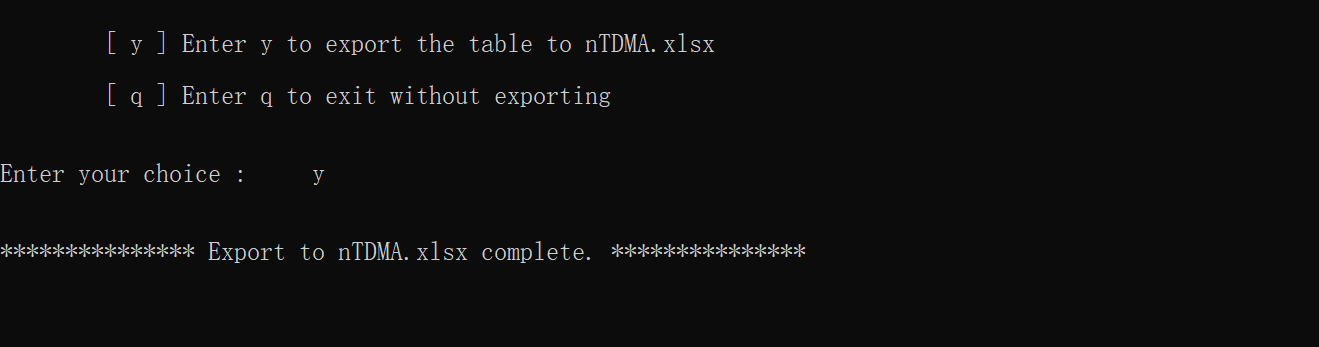 [ y ] Enter y to export the table to nTDMA.xlsx
[ q ] Enter q to exit without exporting
Enter your choice :     y
*************** Export to nTDMA.xlsx complete. ***************